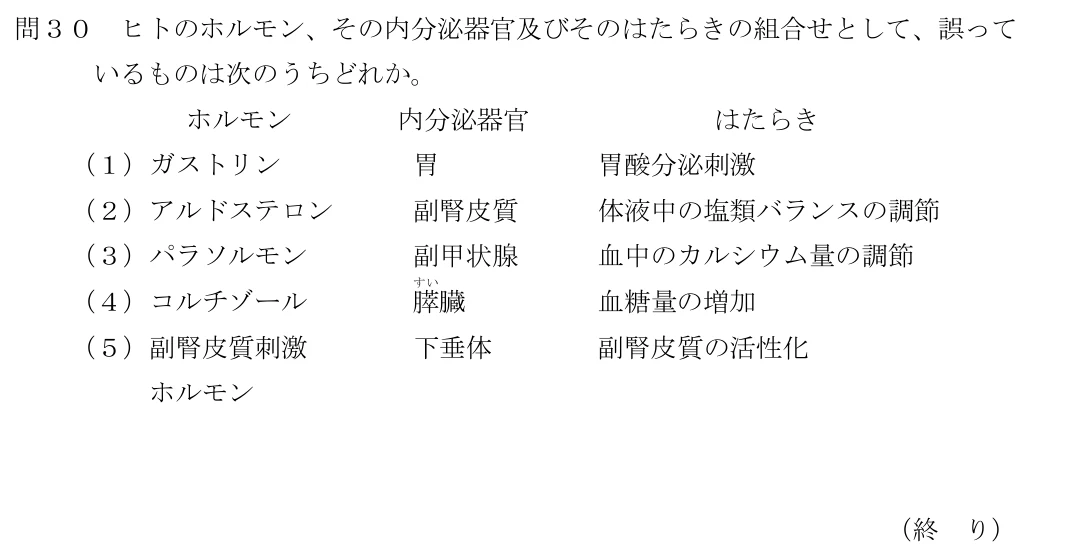 問３０　ヒトのホルモン、その内分泌器官及びそのはたらきの組合せとして、誤って
いるものは次のうちどれか。
ホルモン　内分泌器官　はたらき
（１）ガストリン　胃　胃酸分泌刺激
（２）アルドステロン　副腎皮質　体液中の塩類バランスの調節
（３）パラソルモン　副甲状腺　血中のカルシウム量の調節
すい
（４）コルチゾール　膵臓　血糖量の増加
（５）副腎皮質刺激　下垂体　副腎皮質の活性化
ホルモン
（終　り）